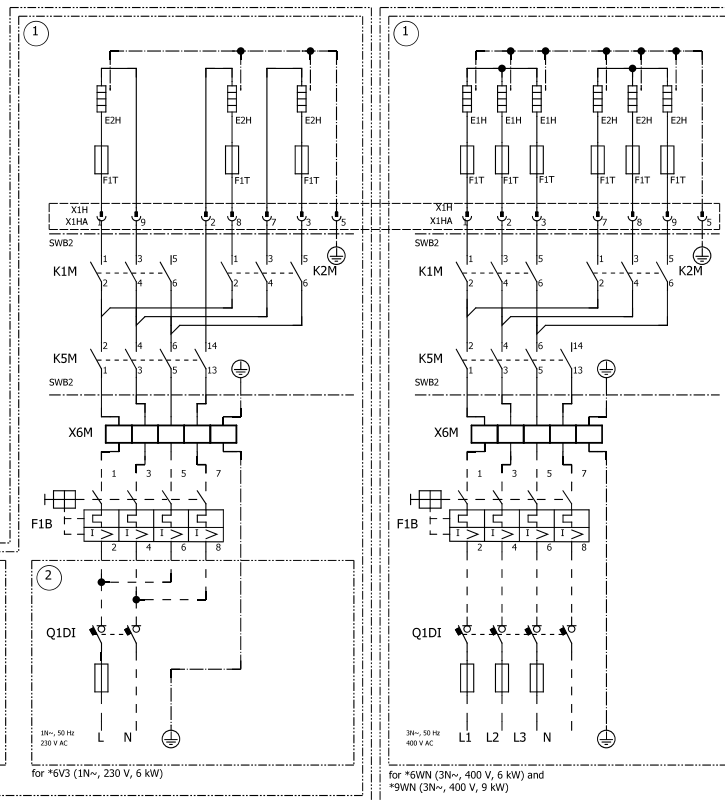 1
E2H E2H E2H
F1T F1T F1T
X1H
X1HA 1 9 2 8 7 3 5
SWB2
K1M 1 3 5 1 3 5 K2M
2 4 6 2 4 6
K5M 2 4 6 14
1 3 5 13
SWB2
X6M
1 3 5 7
F1B I > I > I > I >
2 4 6 8
2
Q1DI
1N~, 50 Hz
230 V AC
L N
for *6V3 (1N~, 230 V, 6 kW)
1
E1H E1H E1H E2H E2H E2H
F1T F1T F1T F1T F1T F1T
X1H
X1HA 1 2 3 7 8 9 5
SWB2
K1M 1 3 5 1 3 5 K2M
2 4 6 2 4 6
K5M 2 4 6 14
1 3 5 13
SWB2
X6M
1 3 5 7
F1B I > I > I > I >
2 4 6 8
Q1DI
3N~, 50 Hz
400 V AC
L1 L2 L3 N
for *6WN (3N~, 400 V, 6 kW) and
*9WN (3N~, 400 V, 9 kW)